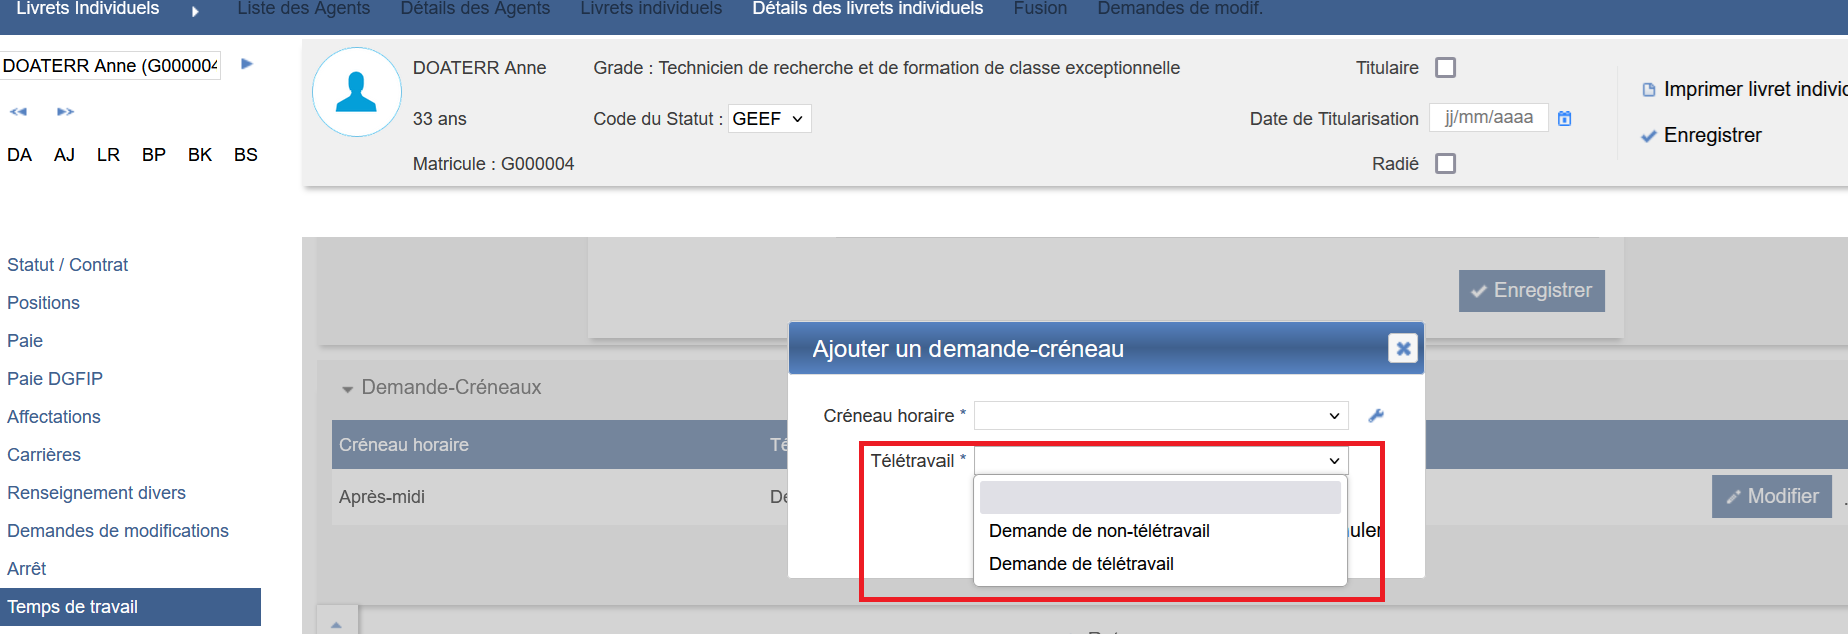 Livrets Individuels Liste des Agents Détails des Agents Livrets individuels Détails des livrets individuels Fusion Demandes de modif.
DOATERR Anne (G000004
DOATERR Anne Grade : Technicien de recherche et de formation de classe exceptionnelle Titulaire
Imprimer livret
33 ans Code du Statut : GEEF Date de Titularisation jj/mm/aaaa
Enregistrer
DA AJ LR BP BK BS
Matricule : G000004 Radié
Statut / Contrat
Positions
Enregistrer
Paie
Ajouter un demande-créneau
Paie DGFIP
Demande-Créneaux
Affectations
Créneau horaire *
Carrières
Créneau horaire
Télétravail *
Renseignement divers
Après-midi
Modifier
Demandes de modifications
Demande de non-télétravail
Demande de télétravail
Arrêt
Temps de travail